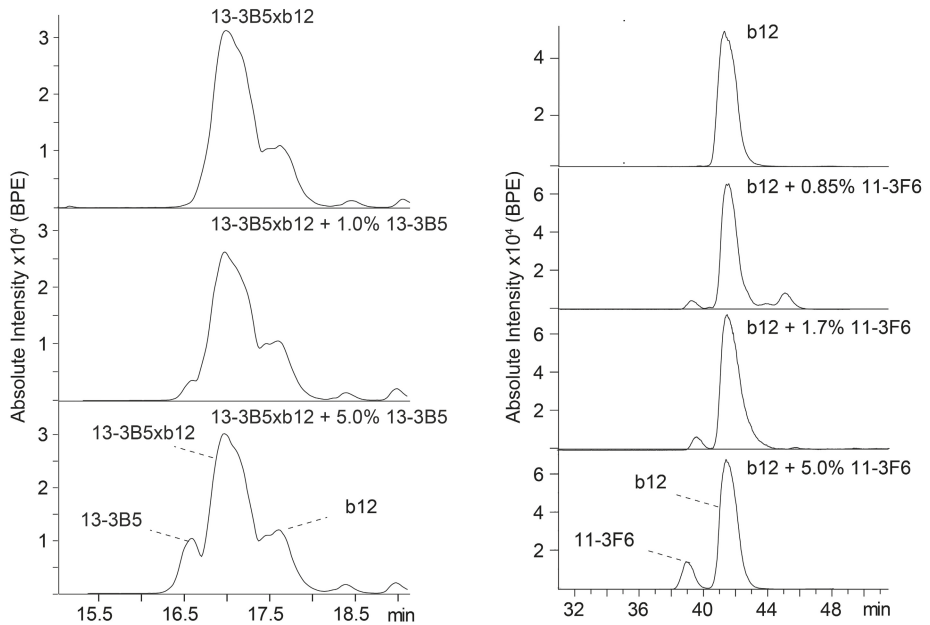 13-3B5xb12
3
2
1
13-3B5xb12 + 1.0% 13-3B5
3
2
1
13-3B5xb12 + 5.0% 13-3B5
3
2
1
13-3B5xb12
13-3B5
b12
15.5 16.5 17.5 18.5 min
Absolute Intensity x10⁴ (BPE)
b12
4
2
b12 + 0.85% 11-3F6
6
4
2
b12 + 1.7% 11-3F6
6
4
2
b12 + 5.0% 11-3F6
6
4
2
b12
11-3F6
32 36 40 44 48 min
Absolute Intensity x10⁴ (BPE)